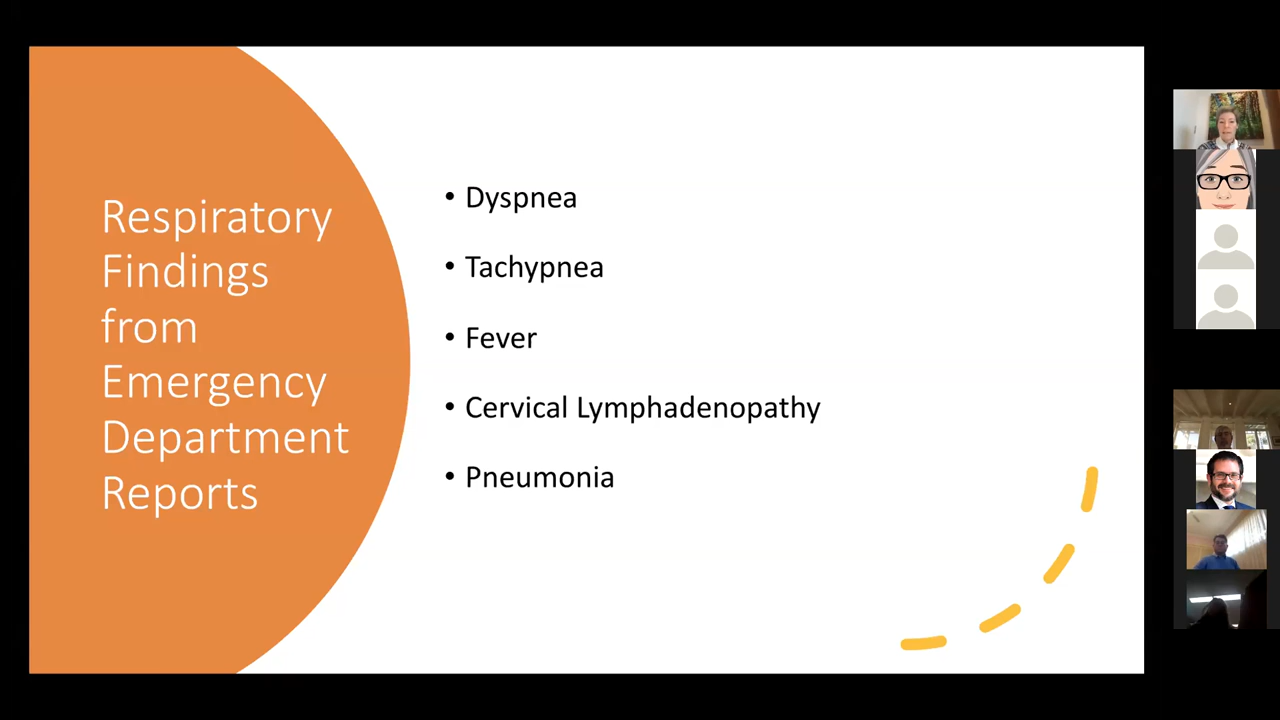 Respiratory
Findings
from
Emergency
Department
Reports
• Dyspnea
• Tachypnea
• Fever
• Cervical Lymphadenopathy
• Pneumonia